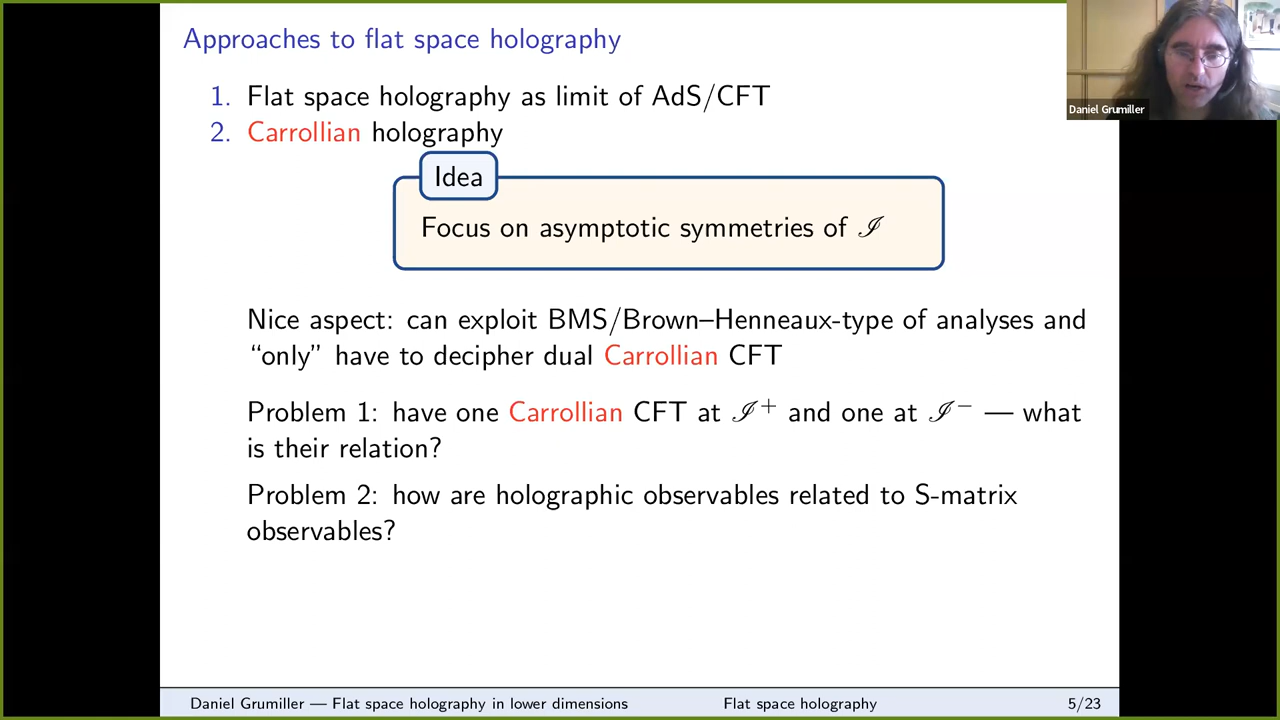 Approaches to flat space holography
1. Flat space holography as limit of AdS/CFT
2. Carrollian holography
Idea
Focus on asymptotic symmetries of ℐ
Nice aspect: can exploit BMS/Brown–Henneaux-type of analyses and
“only” have to decipher dual Carrollian CFT
Problem 1: have one Carrollian CFT at ℐ⁺ and one at ℐ⁻ — what
is their relation?
Problem 2: how are holographic observables related to S-matrix
observables?
Daniel Grumiller
Daniel Grumiller — Flat space holography in lower dimensions Flat space holography 5/23